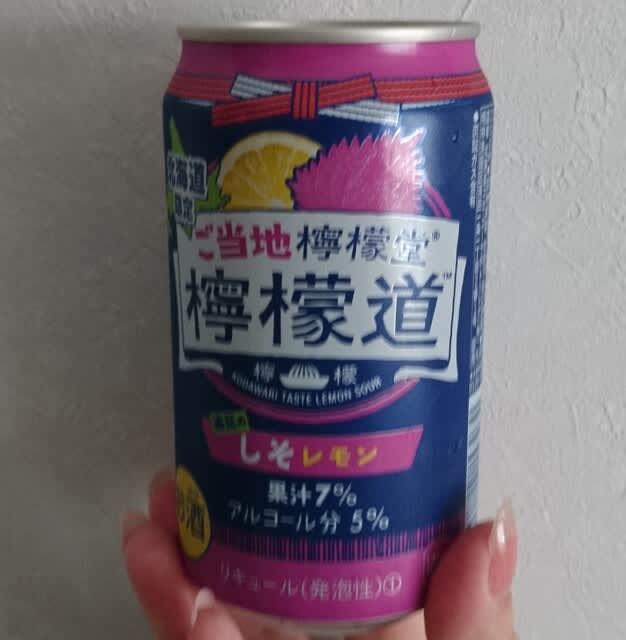 北海道
限定
ご当地檸檬堂®
檸檬道™
檸檬
KODAWARI TASTE LEMON SOUR
しそレモン
果汁7%
アルコール分 5%
お酒
リキュール(発泡性)①